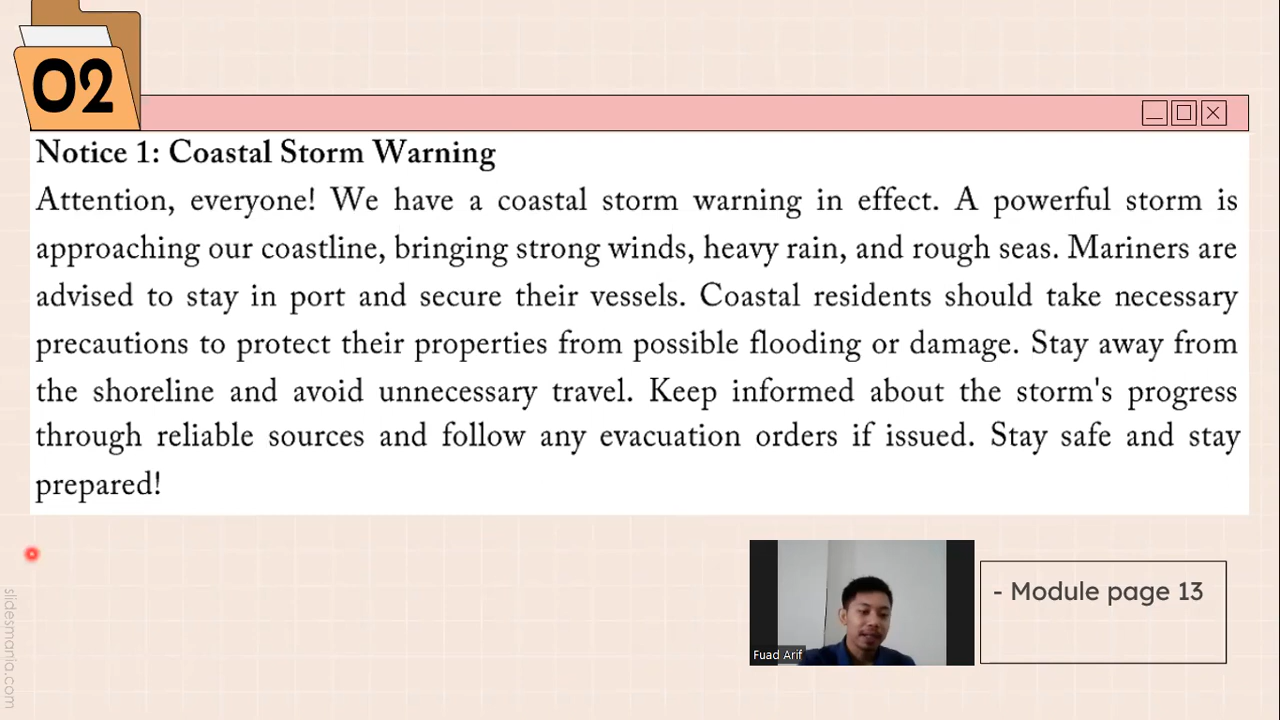 02
Notice 1: Coastal Storm Warning
Attention, everyone! We have a coastal storm warning in effect. A powerful storm is
approaching our coastline, bringing strong winds, heavy rain, and rough seas. Mariners are
advised to stay in port and secure their vessels. Coastal residents should take necessary
precautions to protect their properties from possible flooding or damage. Stay away from
the shoreline and avoid unnecessary travel. Keep informed about the storm's progress
through reliable sources and follow any evacuation orders if issued. Stay safe and stay
prepared!
Fuad Arif
- Module page 13
slidesmania.com